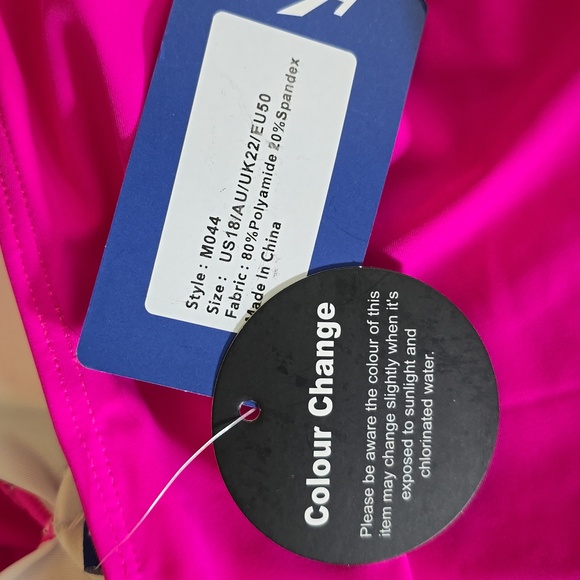 Style : M044
Size : US18/AU/UK22/EU50
Fabric : 80%Polyamide 20%Spandex
Made In China
Colour Change
Please be aware the colour of this
item may change slightly when it's
exposed to sunlight and
chlorinated water.